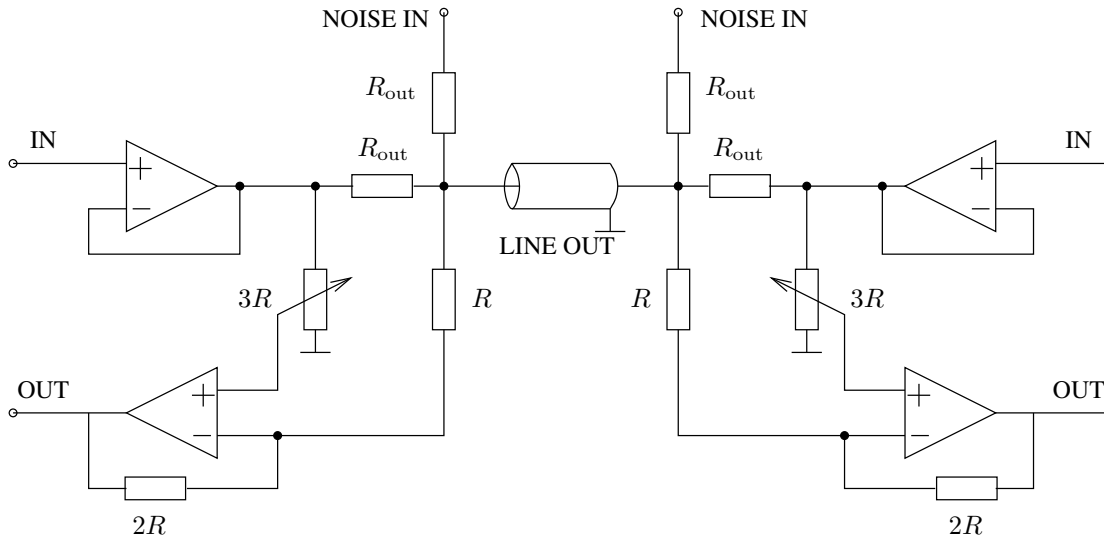 NOISE IN NOISE IN
R_out R_out
IN R_out R_out IN
+ +
− −
LINE OUT
3R R R 3R
OUT OUT
+ +
− −
2R 2R